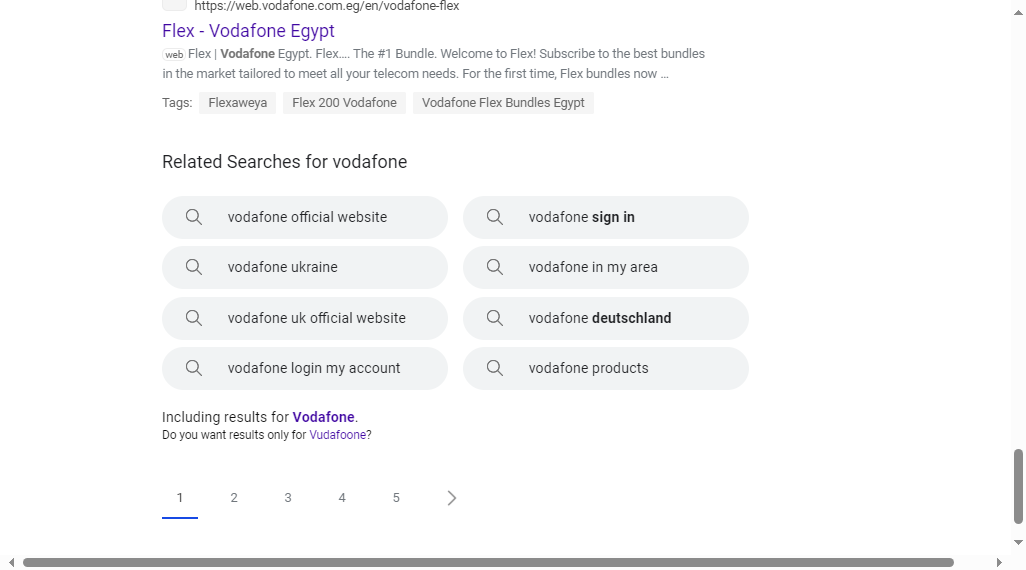 https://web.vodafone.com.eg/en/vodafone-flex
Flex - Vodafone Egypt
web Flex | Vodafone Egypt. Flex.... The #1 Bundle. Welcome to Flex! Subscribe to the best bundles
in the market tailored to meet all your telecom needs. For the first time, Flex bundles now ...
Tags: Flexaweya Flex 200 Vodafone Vodafone Flex Bundles Egypt
Related Searches for vodafone
vodafone official website
vodafone sign in
vodafone ukraine
vodafone in my area
vodafone uk official website
vodafone deutschland
vodafone login my account
vodafone products
Including results for Vodafone.
Do you want results only for Vudafoone?
1 2 3 4 5